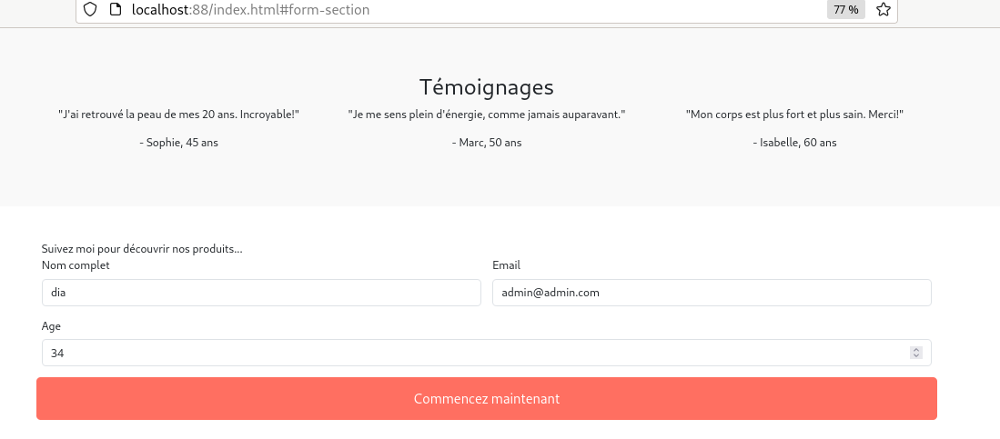 localhost:88/index.html#form-section
77 %
Témoignages
"J'ai retrouvé la peau de mes 20 ans. Incroyable!"
- Sophie, 45 ans
"Je me sens plein d'énergie, comme jamais auparavant."
- Marc, 50 ans
"Mon corps est plus fort et plus sain. Merci!"
- Isabelle, 60 ans
Suivez moi pour découvrir nos produits...
Nom complet
dia
Email
admin@admin.com
Age
34
Commencez maintenant